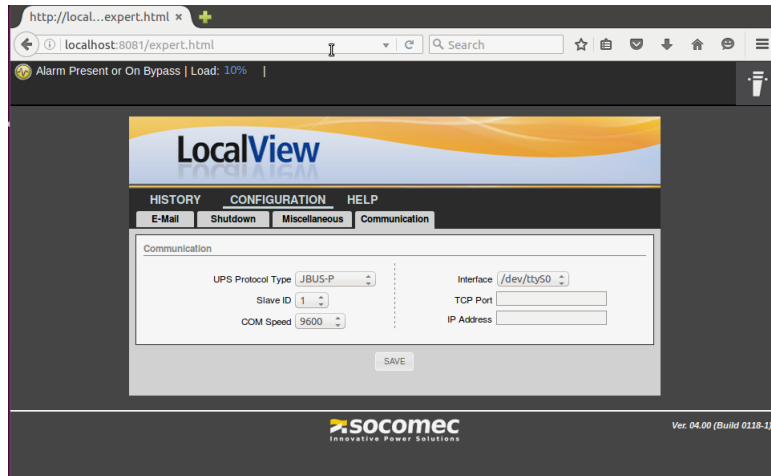 http://local...expert.html ×
localhost:8081/expert.html
Search
Alarm Present or On Bypass | Load: 10% |
LocalView
HISTORY CONFIGURATION HELP
E-Mail Shutdown Miscellaneous Communication
Communication
UPS Protocol Type JBUS-P
Interface /dev/ttyS0
Slave ID 1
TCP Port
COM Speed 9600
IP Address
SAVE
socomec
Innovative Power Solutions
Ver. 04.00 (Build 0118-1)